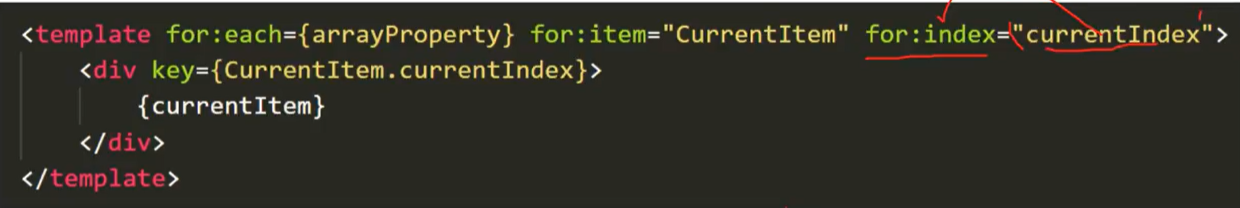 <template for:each={arrayProperty} for:item="CurrentItem" for:index="currentIndex">
<div key={CurrentItem.currentIndex}>
{currentItem}
</div>
</template>